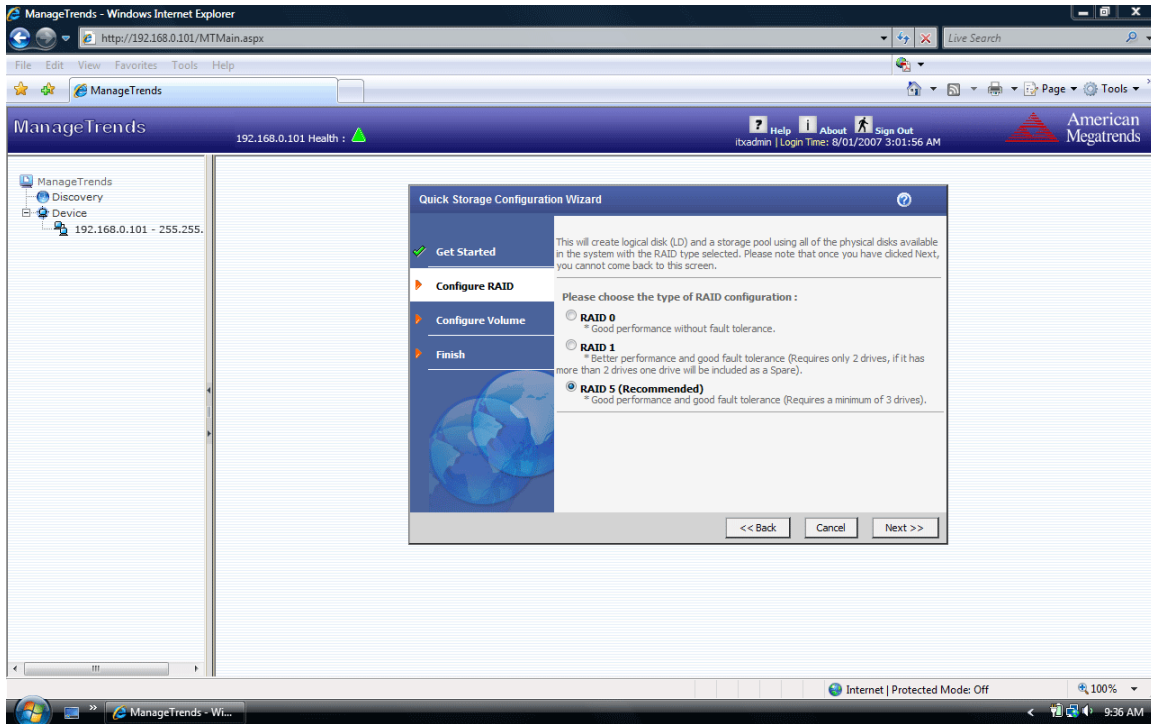 ManageTrends - Windows Internet Explorer
http://192.168.0.101/MTMain.aspx
Live Search
File Edit View Favorites Tools Help
ManageTrends
Page Tools
ManageTrends
192.168.0.101 Health :
Help About Sign Out
itxadmin | Login Time: 8/01/2007 3:01:56 AM
American
Megatrends
ManageTrends
Discovery
Device
192.168.0.101 - 255.255.
Quick Storage Configuration Wizard
Get Started
Configure RAID
Configure Volume
Finish
This will create logical disk (LD) and a storage pool using all of the physical disks available
in the system with the RAID type selected. Please note that once you have clicked Next,
you cannot come back to this screen.
Please choose the type of RAID configuration :
RAID 0
* Good performance without fault tolerance.
RAID 1
* Better performance and good fault tolerance (Requires only 2 drives, if it has
more than 2 drives one drive will be included as a Spare).
RAID 5 (Recommended)
* Good performance and good fault tolerance (Requires a minimum of 3 drives).
<< Back Cancel Next >>
Internet | Protected Mode: Off
100%
ManageTrends - Wi...
9:36 AM